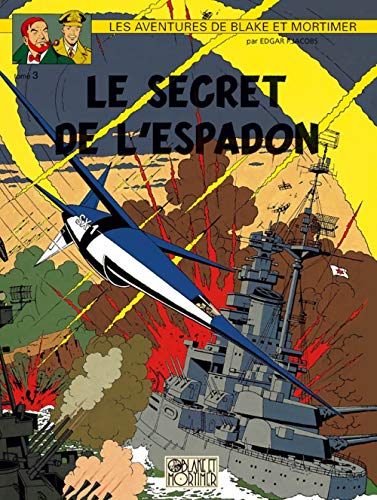 LES AVENTURES DE BLAKE ET MORTIMER
par EDGAR P. JACOBS
tome 3
LE SECRET
DE L'ESPADON
BLAKE ET
MORTIMER